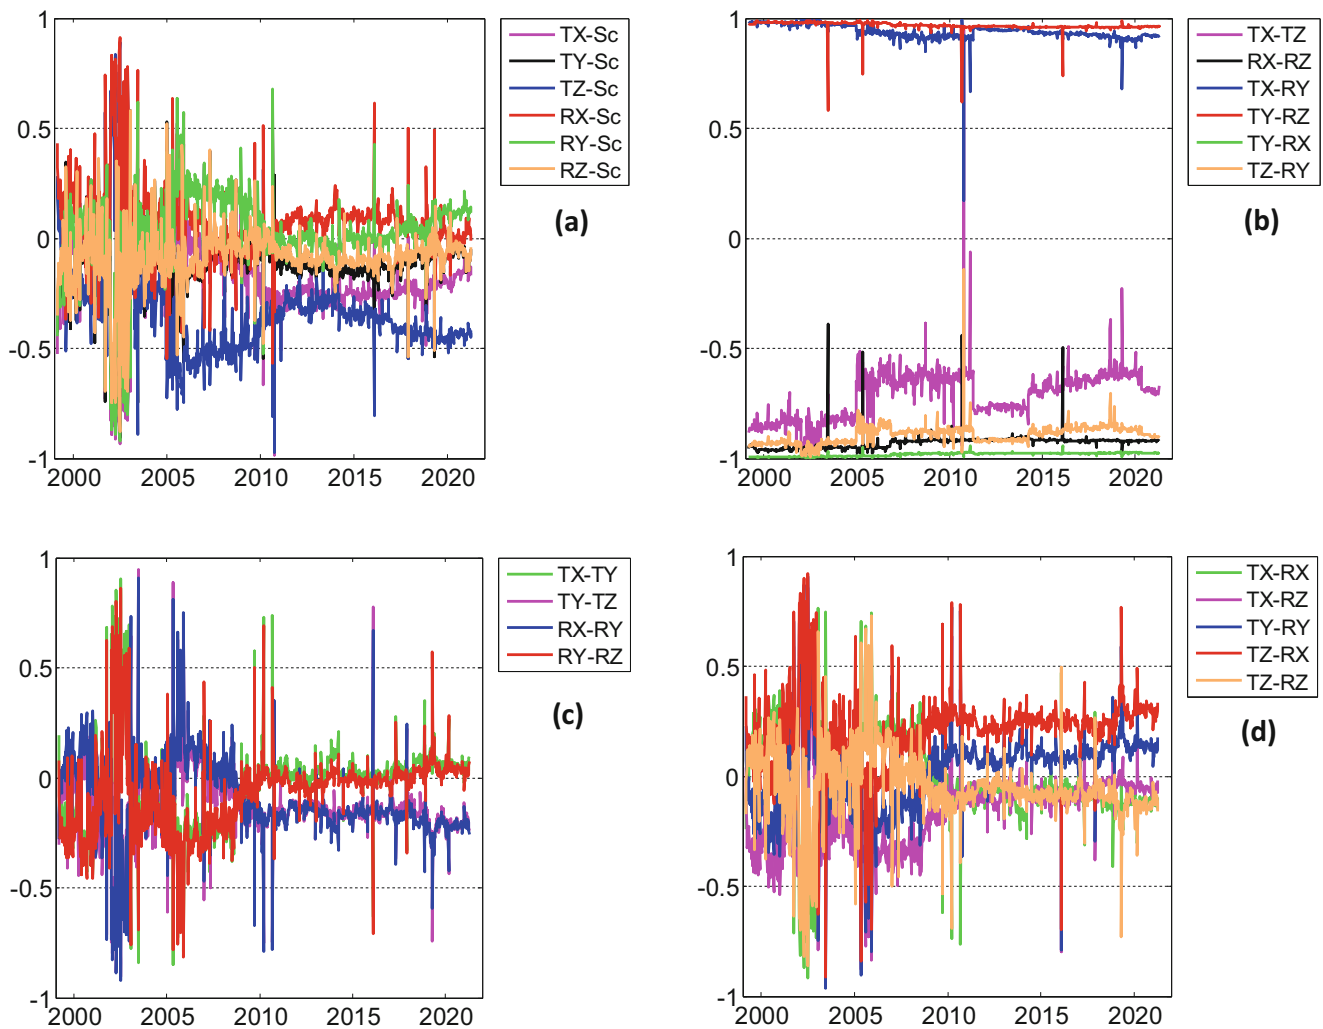 1
0.5
0
-0.5
-1
2000 2005 2010 2015 2020
TX-Sc
TY-Sc
TZ-Sc
RX-Sc
RY-Sc
RZ-Sc
(a)
1
0.5
0
-0.5
-1
2000 2005 2010 2015 2020
TX-TZ
RX-RZ
TX-RY
TY-RZ
TY-RX
TZ-RY
(b)
1
0.5
0
-0.5
-1
2000 2005 2010 2015 2020
TX-TY
TY-TZ
RX-RY
RY-RZ
(c)
1
0.5
0
-0.5
-1
2000 2005 2010 2015 2020
TX-RX
TX-RZ
TY-RY
TZ-RX
TZ-RZ
(d)